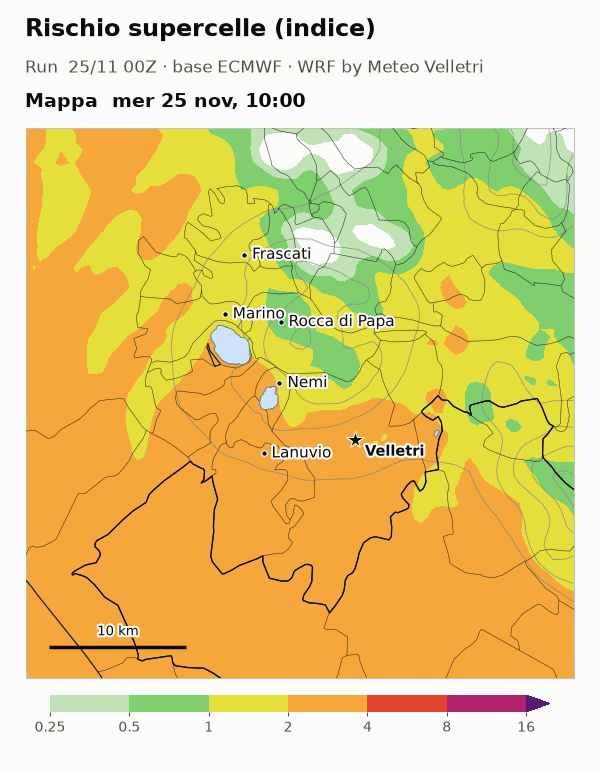 Rischio supercelle (indice)
Run  25/11 00Z · base ECMWF · WRF by Meteo Velletri
Mappa  mer 25 nov, 10:00
Frascati
Marino
Rocca di Papa
Nemi
Velletri
Lanuvio
10 km
0.25 0.5 1 2 4 8 16